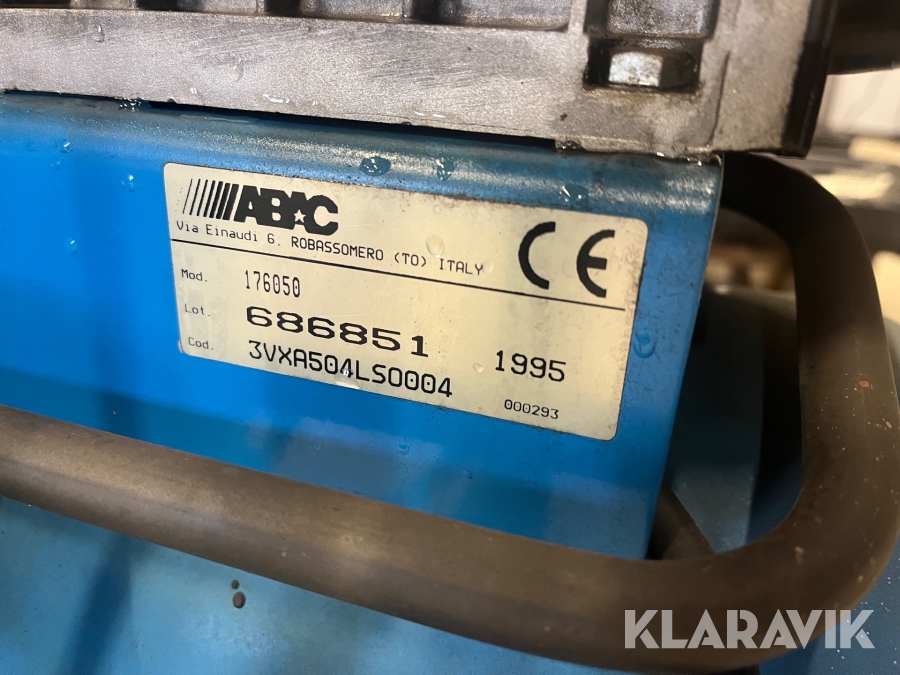 ABAC
Via Einaudi 6. ROBASSOMERO (TO) ITALY
CE
Mod. 176050
Lot. 686851 1995
Cod. 3VXA504LS0004
000293
KLARAVIK